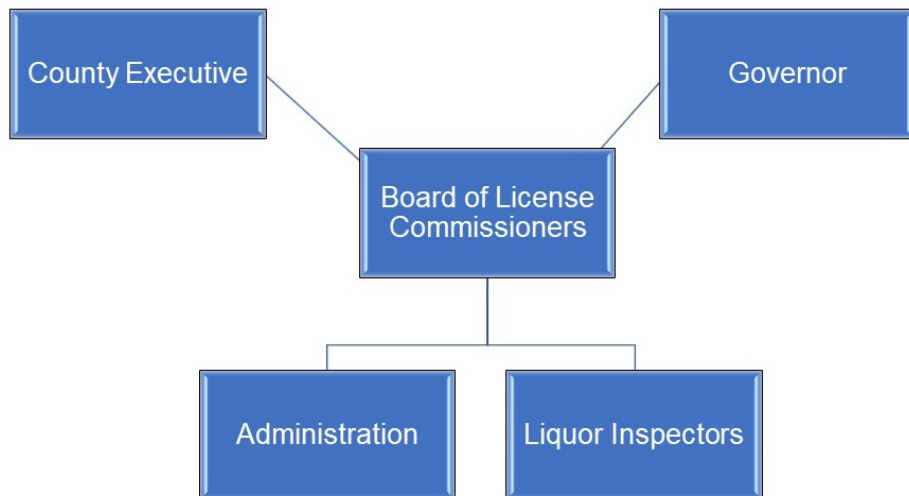 County Executive
Governor
Board of License
Commissioners
Administration
Liquor Inspectors